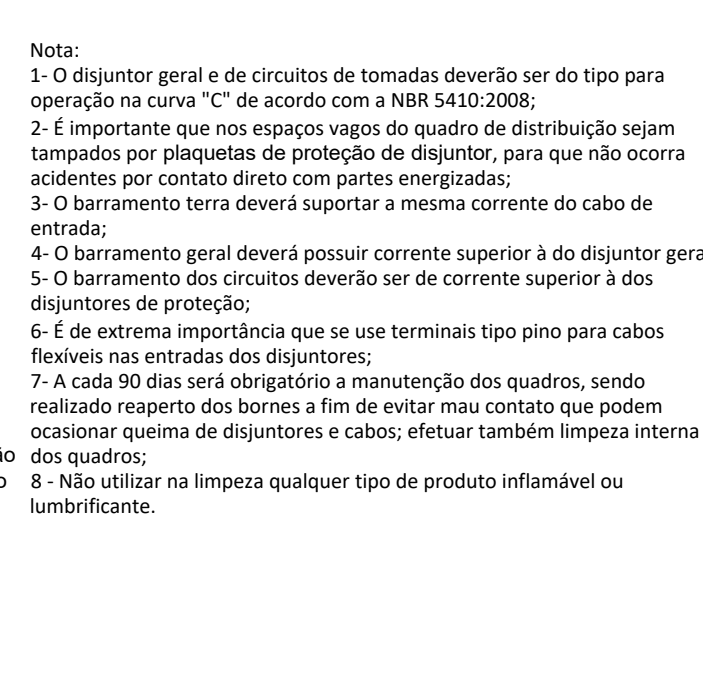 Nota:
1- O disjuntor geral e de circuitos de tomadas deverão ser do tipo para
operação na curva "C" de acordo com a NBR 5410:2008;
2- É importante que nos espaços vagos do quadro de distribuição sejam
tampados por plaquetas de proteção de disjuntor, para que não ocorra
acidentes por contato direto com partes energizadas;
3- O barramento terra deverá suportar a mesma corrente do cabo de
entrada;
4- O barramento geral deverá possuir corrente superior à do disjuntor gera
5- O barramento dos circuitos deverão ser de corrente superior à dos
disjuntores de proteção;
6- É de extrema importância que se use terminais tipo pino para cabos
flexíveis nas entradas dos disjuntores;
7- A cada 90 dias será obrigatório a manutenção dos quadros, sendo
realizado reaperto dos bornes a fim de evitar mau contato que podem
ocasionar queima de disjuntores e cabos; efetuar também limpeza interna
dos quadros;
8 - Não utilizar na limpeza qualquer tipo de produto inflamável ou
lumbrificante.